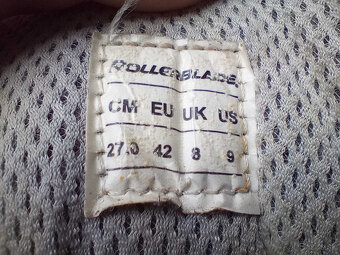 ROLLERBLADE.
CM EU UK US
27.0 42 8 9